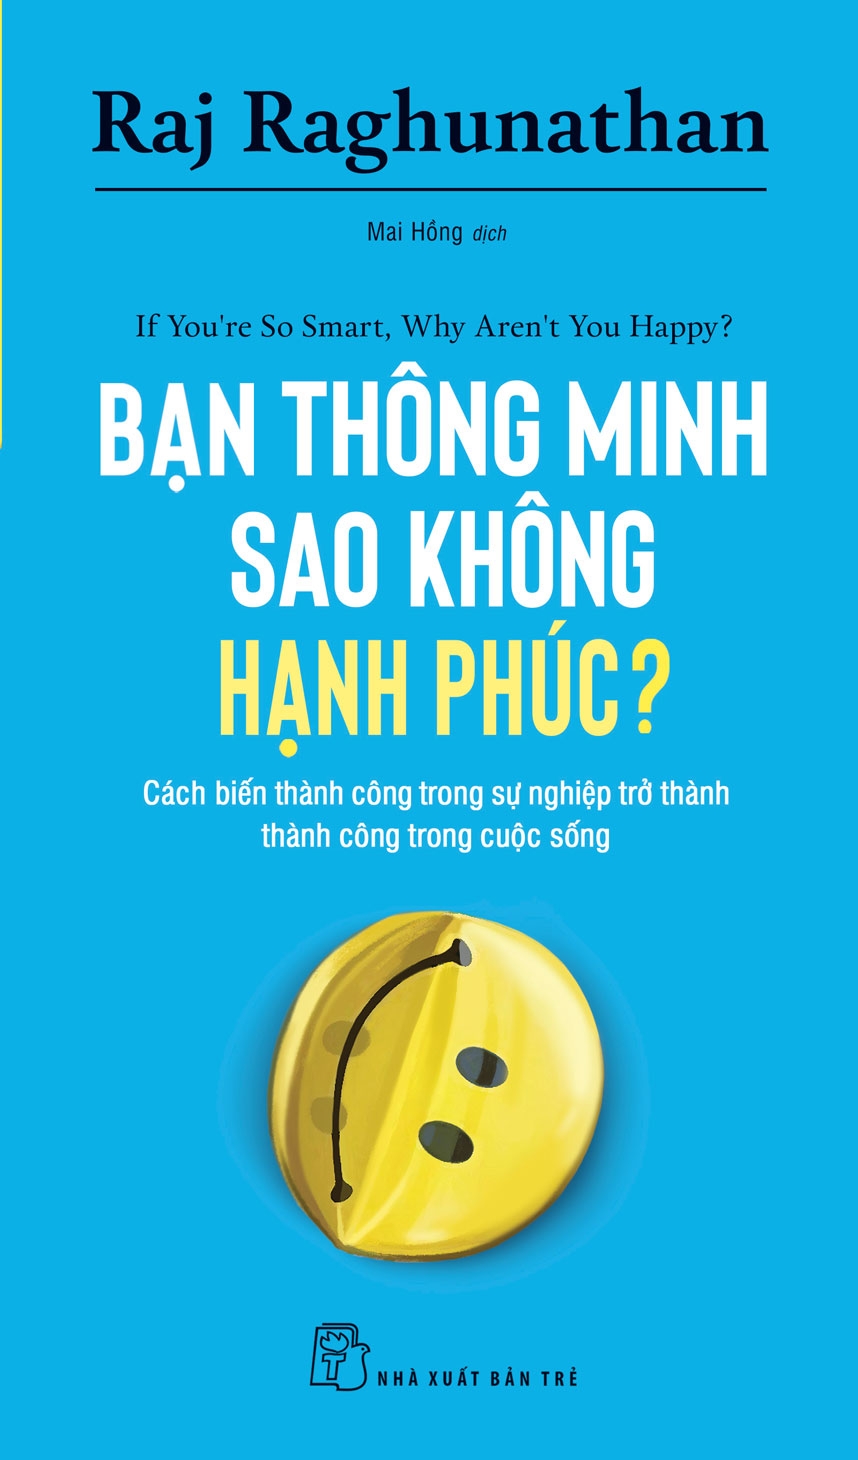 Raj Raghunathan
Mai Hồng dịch
If You're So Smart, Why Aren't You Happy?
BẠN THÔNG MINH
SAO KHÔNG
HẠNH PHÚC?
Cách biến thành công trong sự nghiệp trở thành
thành công trong cuộc sống
T
NHÀ XUẤT BẢN TRẺ